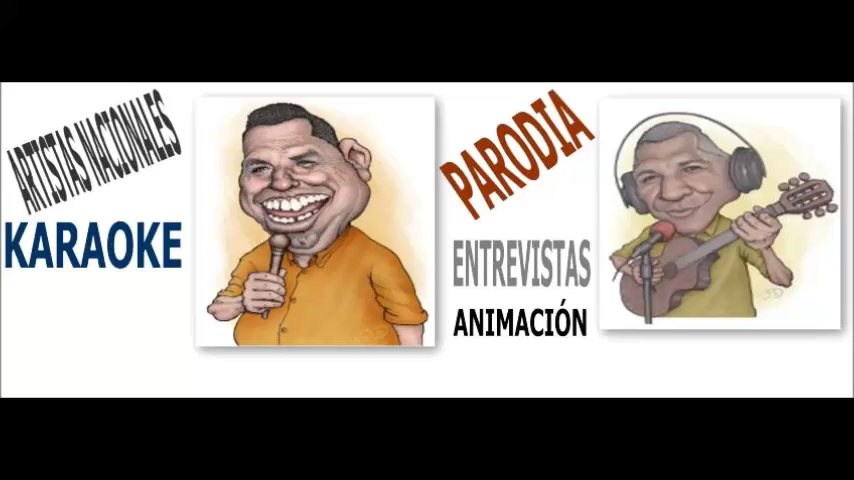 ARTISTAS NACIONALES
KARAOKE
PARODIA
ENTREVISTAS
ANIMACIÓN